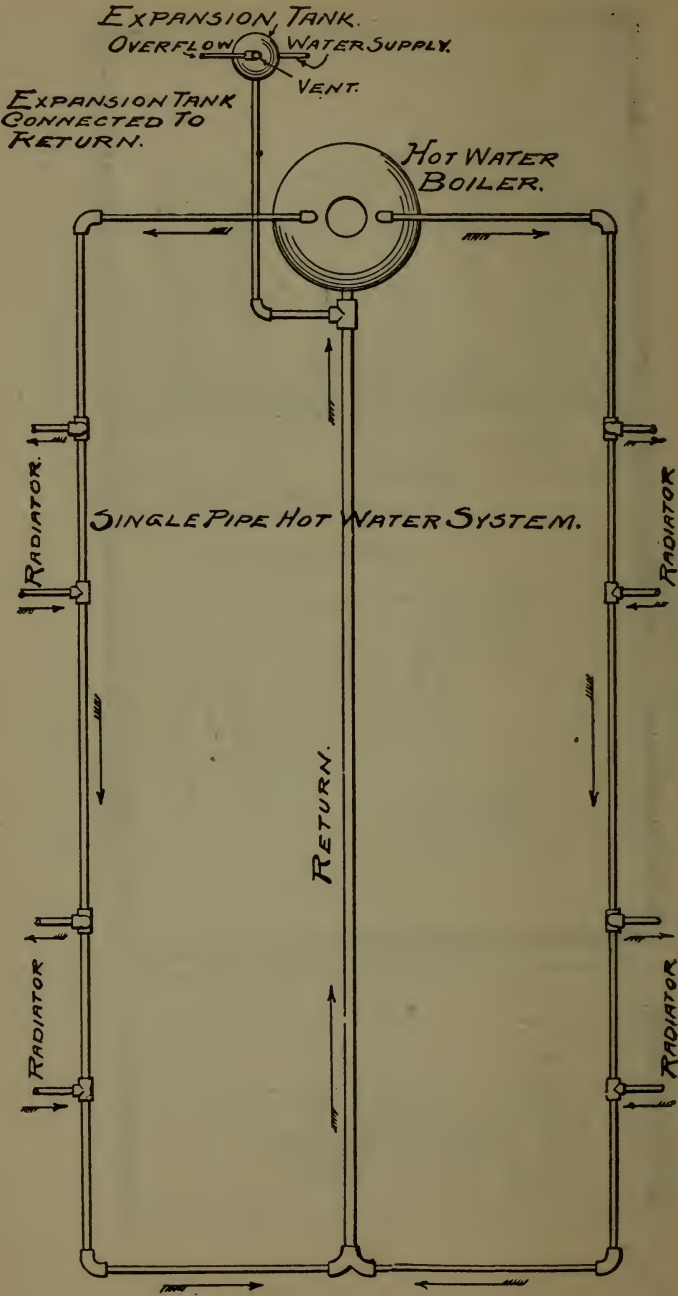 EXPANSION TANK.
OVERFLOW
WATER SUPPLY.
VENT.
EXPANSION TANK
CONNECTED TO
RETURN.
HOT WATER
BOILER.
RADIATOR.
RADIATOR
SINGLE PIPE HOT WATER SYSTEM.
RETURN.
RADIATOR
RADIATOR